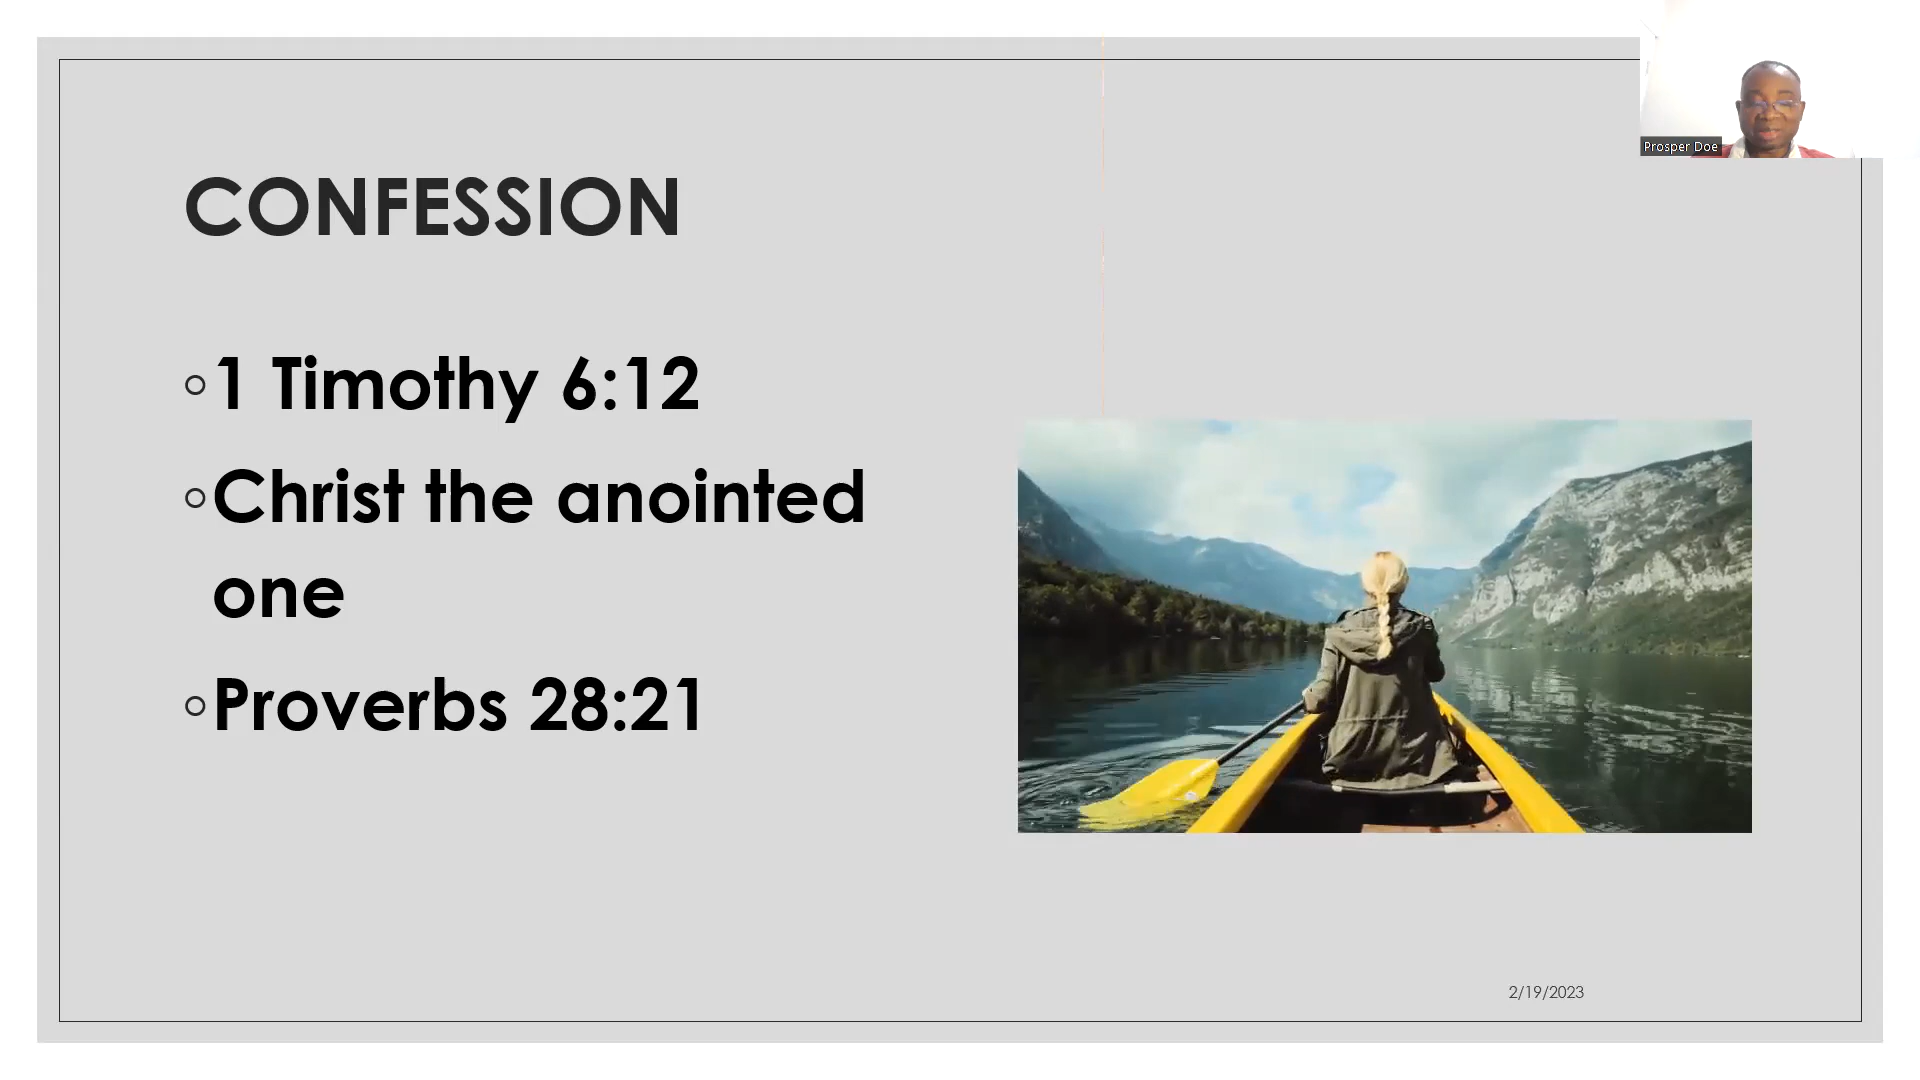 Prosper Doe
CONFESSION
1 Timothy 6:12
Christ the anointed
one
Proverbs 28:21
2/19/2023